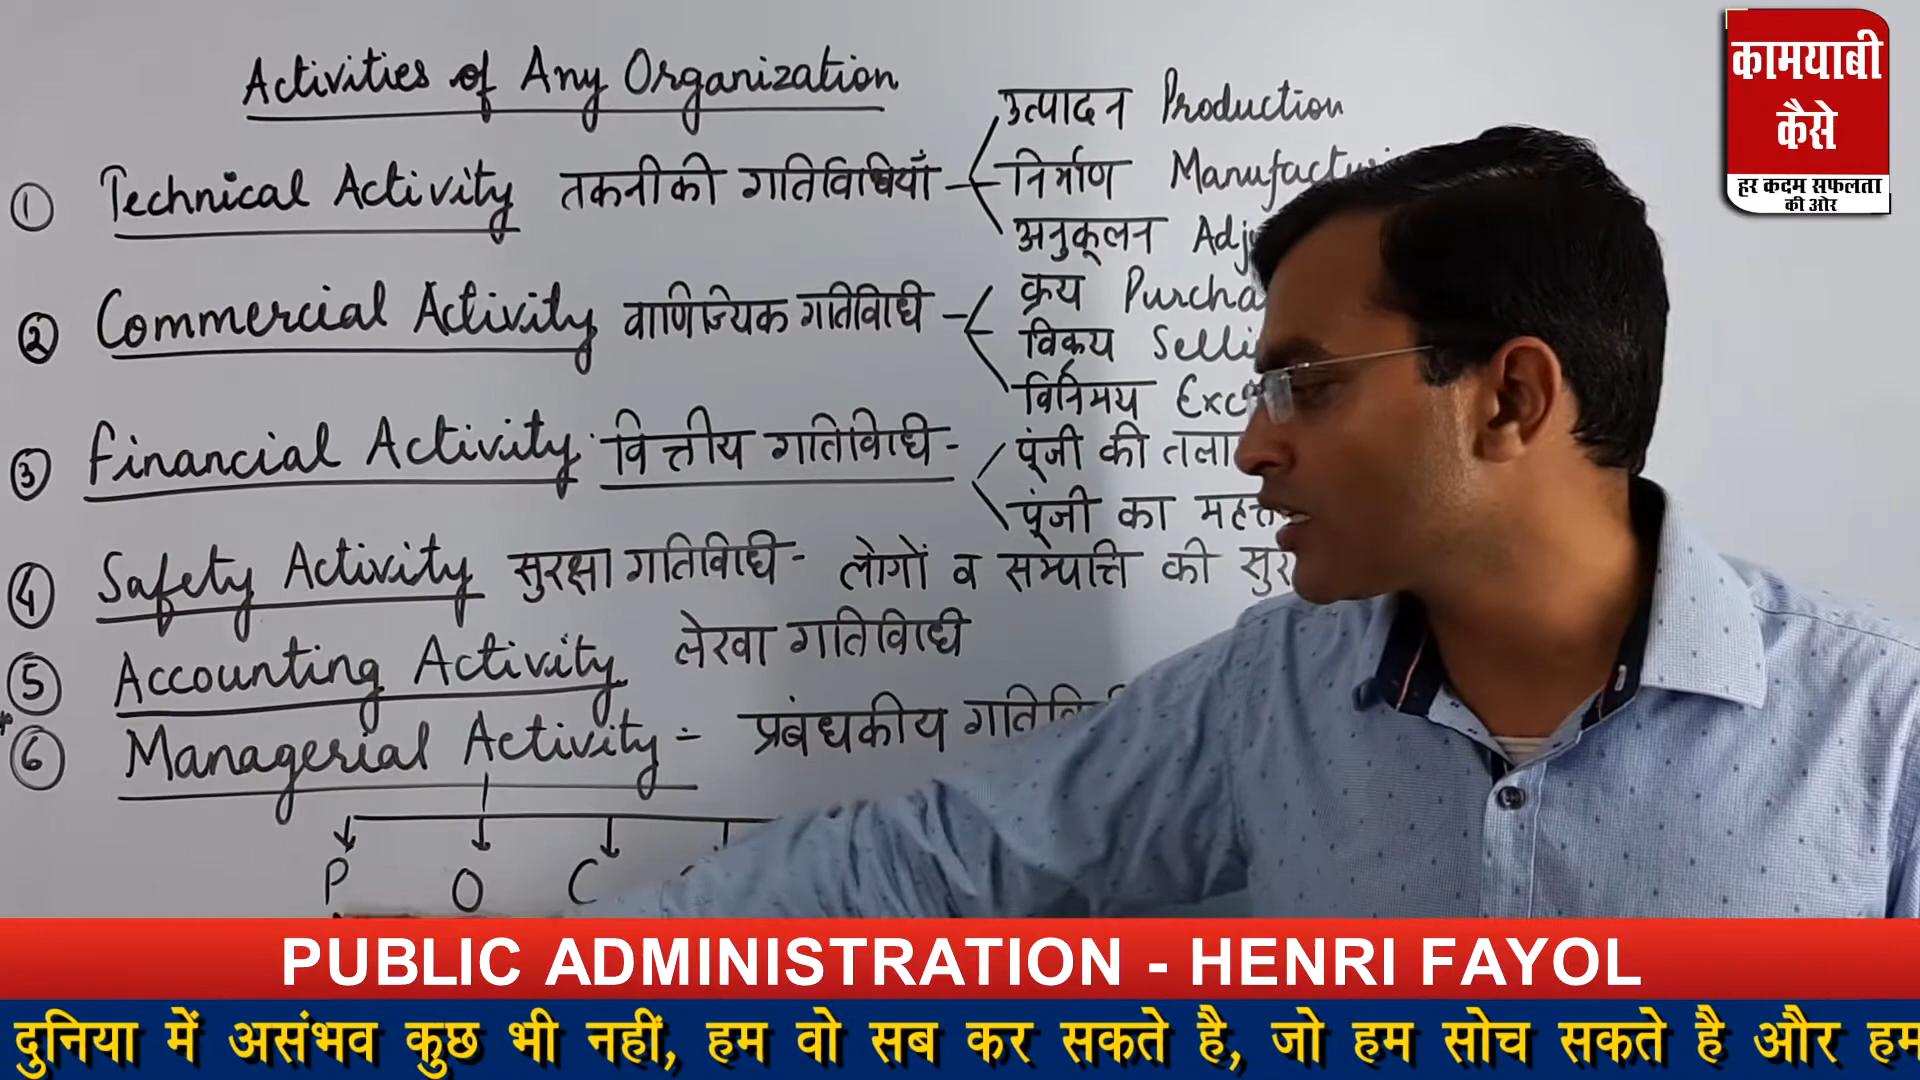 Activities of Any Organization
① Technical Activity तकनीकी गतिविधियाँ
उत्पादन Production
निर्माण
अनुकूलन
② Commercial Activity वाणिज्यिक गतिविधि
क्रय
विक्रय
विनिमय
③ Financial Activity वित्तीय गतिविधि -
पूंजी की
पूंजी का
④ Safety Activity सुरक्षा गतिविधि - लोगों व सम्पत्ति की
⑤ Accounting Activity लेखा गतिविधि
* ⑥ Managerial Activity - प्रबंधकीय
P O C
कामयाबी
कैसे
हर कदम सफलता
की ओर
PUBLIC ADMINISTRATION - HENRI FAYOL
दुनिया में असंभव कुछ भी नहीं, हम वो सब कर सकते है, जो हम सोच सकते है और हम